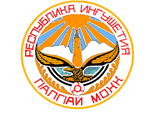 РЕСПУБЛИКА ИНГУШЕТИЯ
ГIАЛГIАЙ МОХК